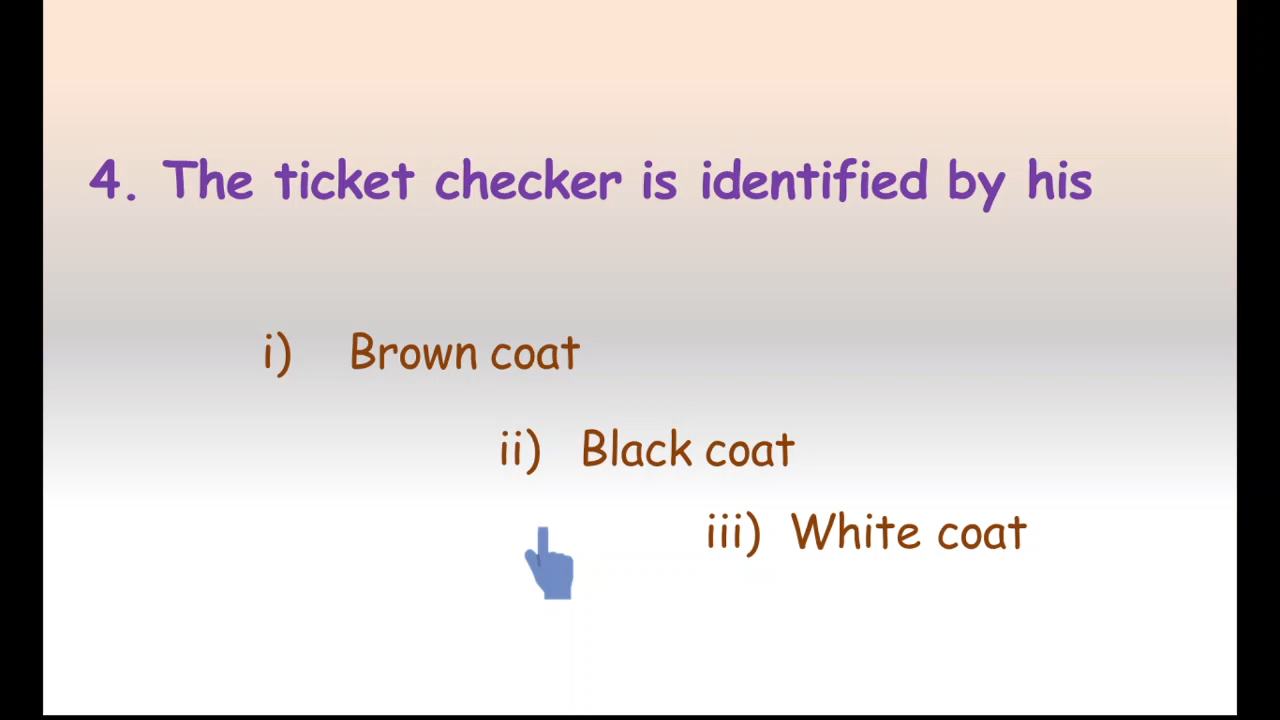 4. The ticket checker is identified by his
i) Brown coat
ii) Black coat
iii) White coat